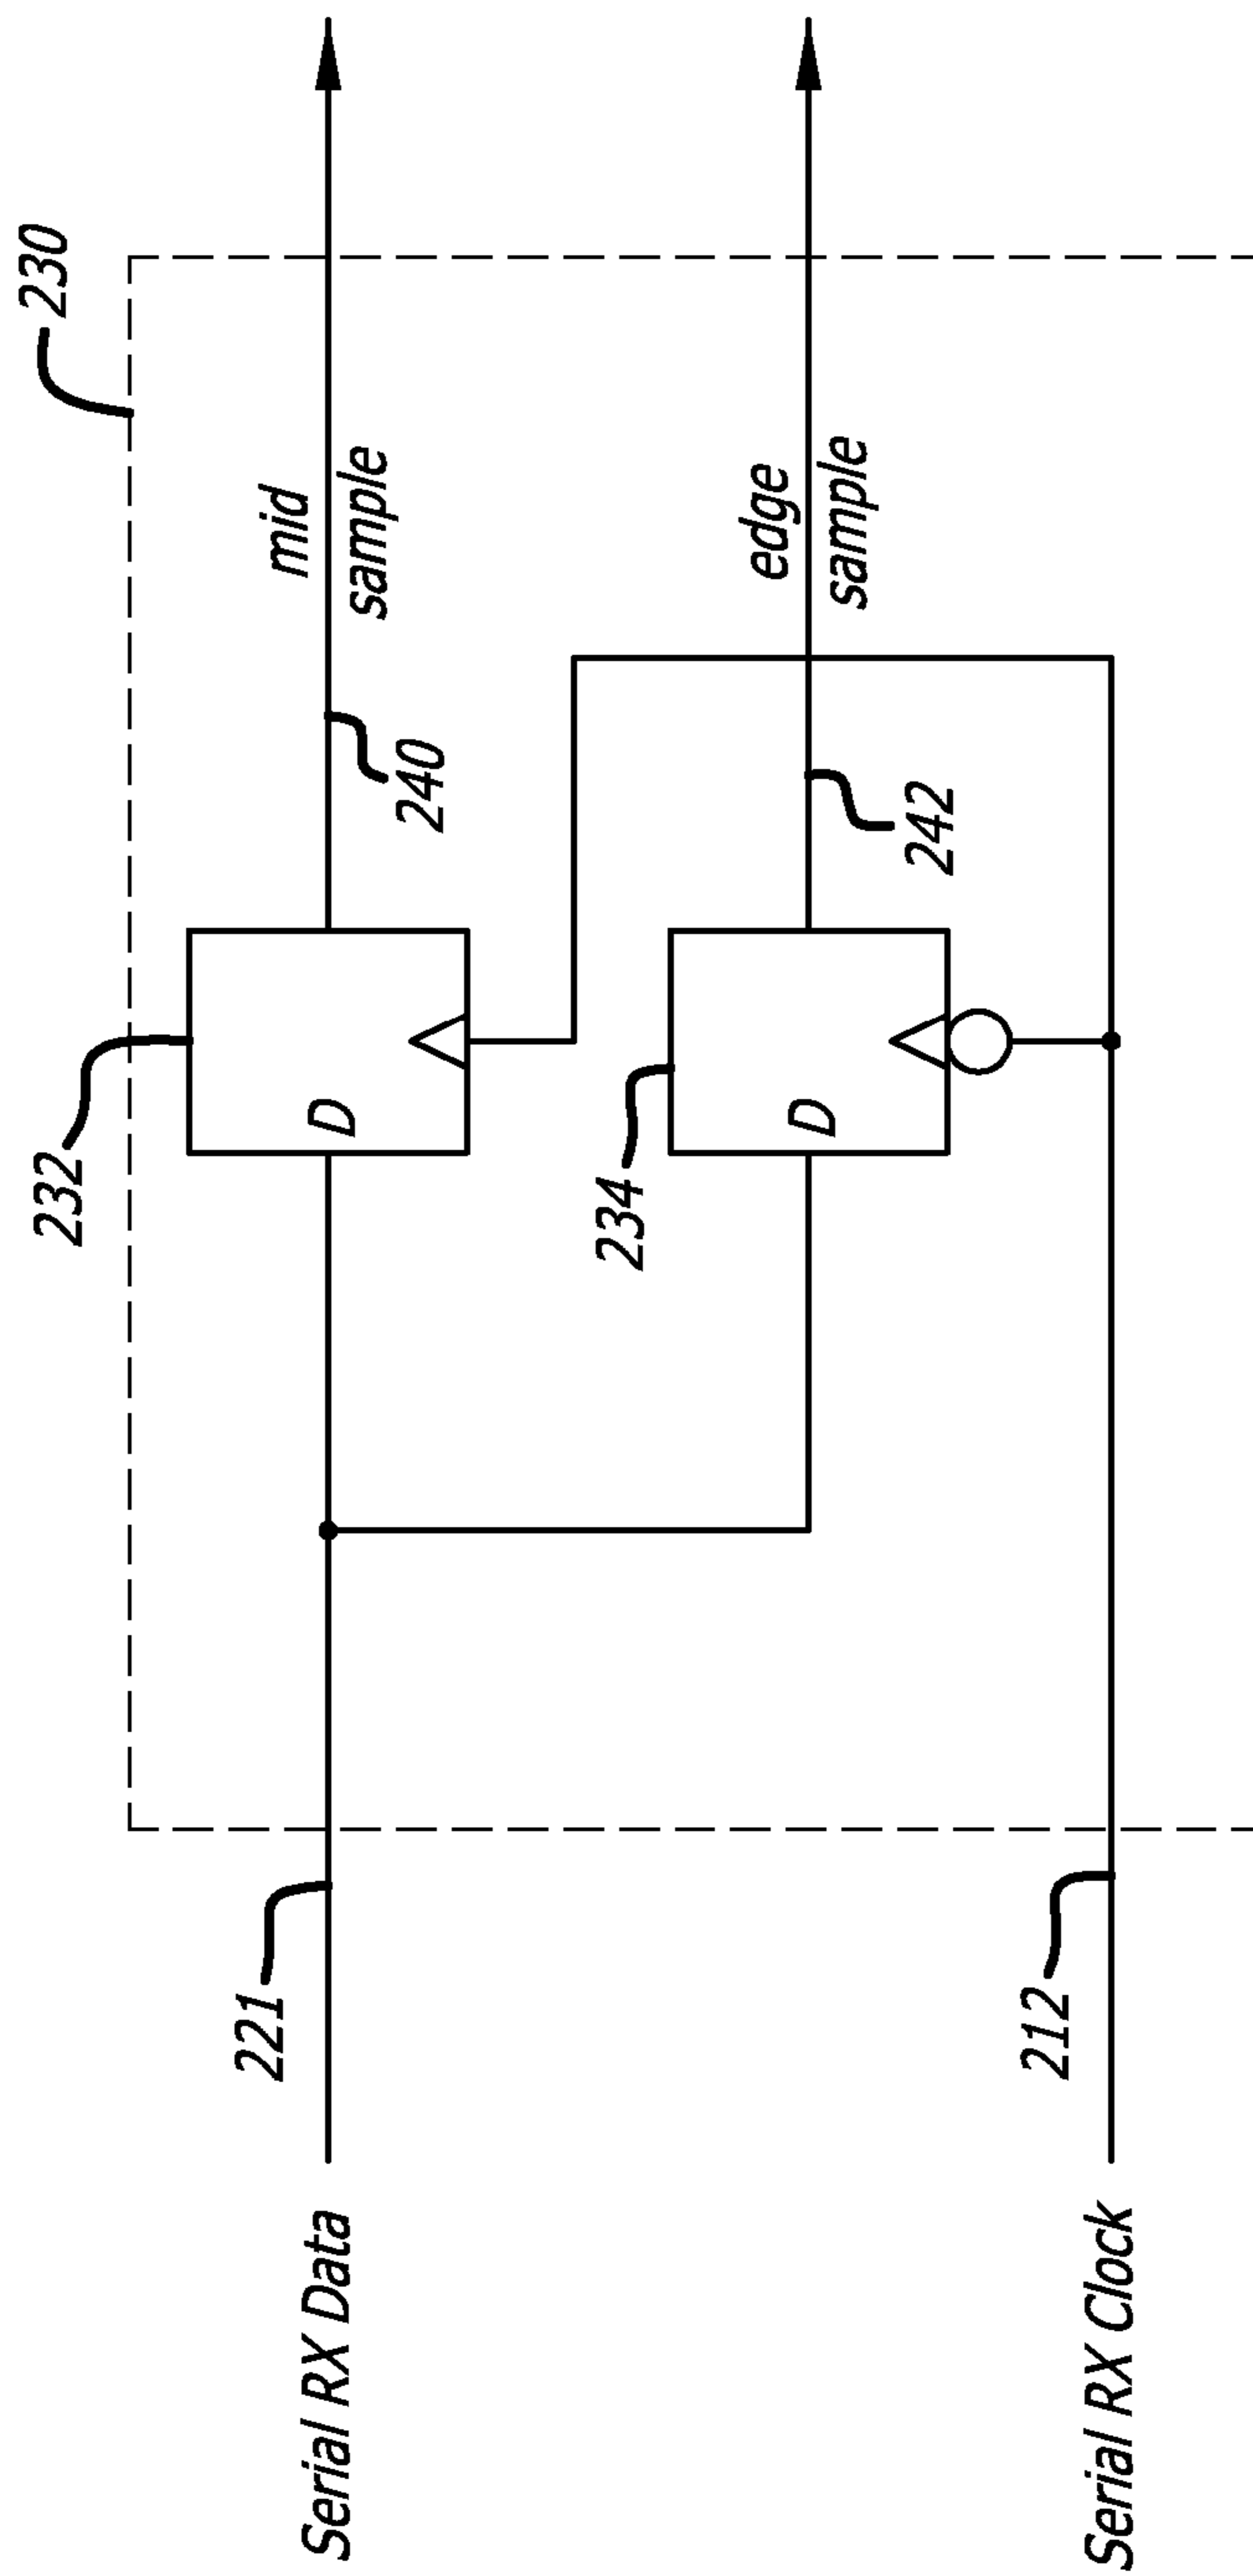 230
mid
sample
edge
sample
240
242
232
D
234
D
221
212
Serial RX Data
Serial RX Clock